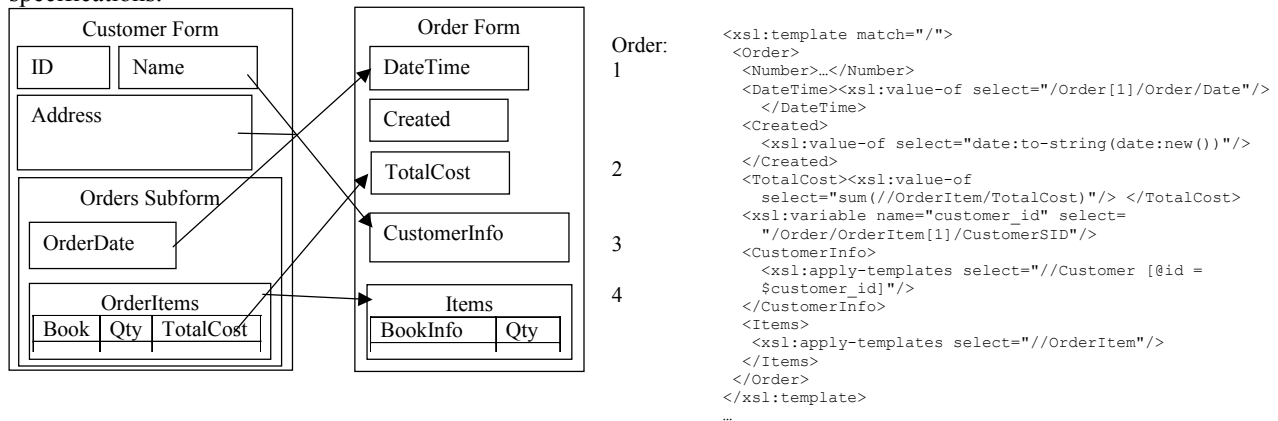 specifications.
Customer Form
ID
Name
Address
Orders Subform
OrderDate
OrderItems
Book Qty TotalCost
Order Form
DateTime
Created
TotalCost
CustomerInfo
Items
BookInfo Qty
Order:
1
2
3
4
<xsl:template match="/">
<Order>
<Number>…</Number>
<DateTime><xsl:value-of select="/Order[1]/Order/Date"/>
</DateTime>
<Created>
<xsl:value-of select="date:to-string(date:new())"/>
</Created>
<TotalCost><xsl:value-of
select="sum(//OrderItem/TotalCost)"/> </TotalCost>
<xsl:variable name="customer_id" select=
"/Order/OrderItem[1]/CustomerSID"/>
<CustomerInfo>
<xsl:apply-templates select="//Customer [@id =
$customer_id]"/>
</CustomerInfo>
<Items>
<xsl:apply-templates select="//OrderItem"/>
</Items>
</Order>
</xsl:template>
…